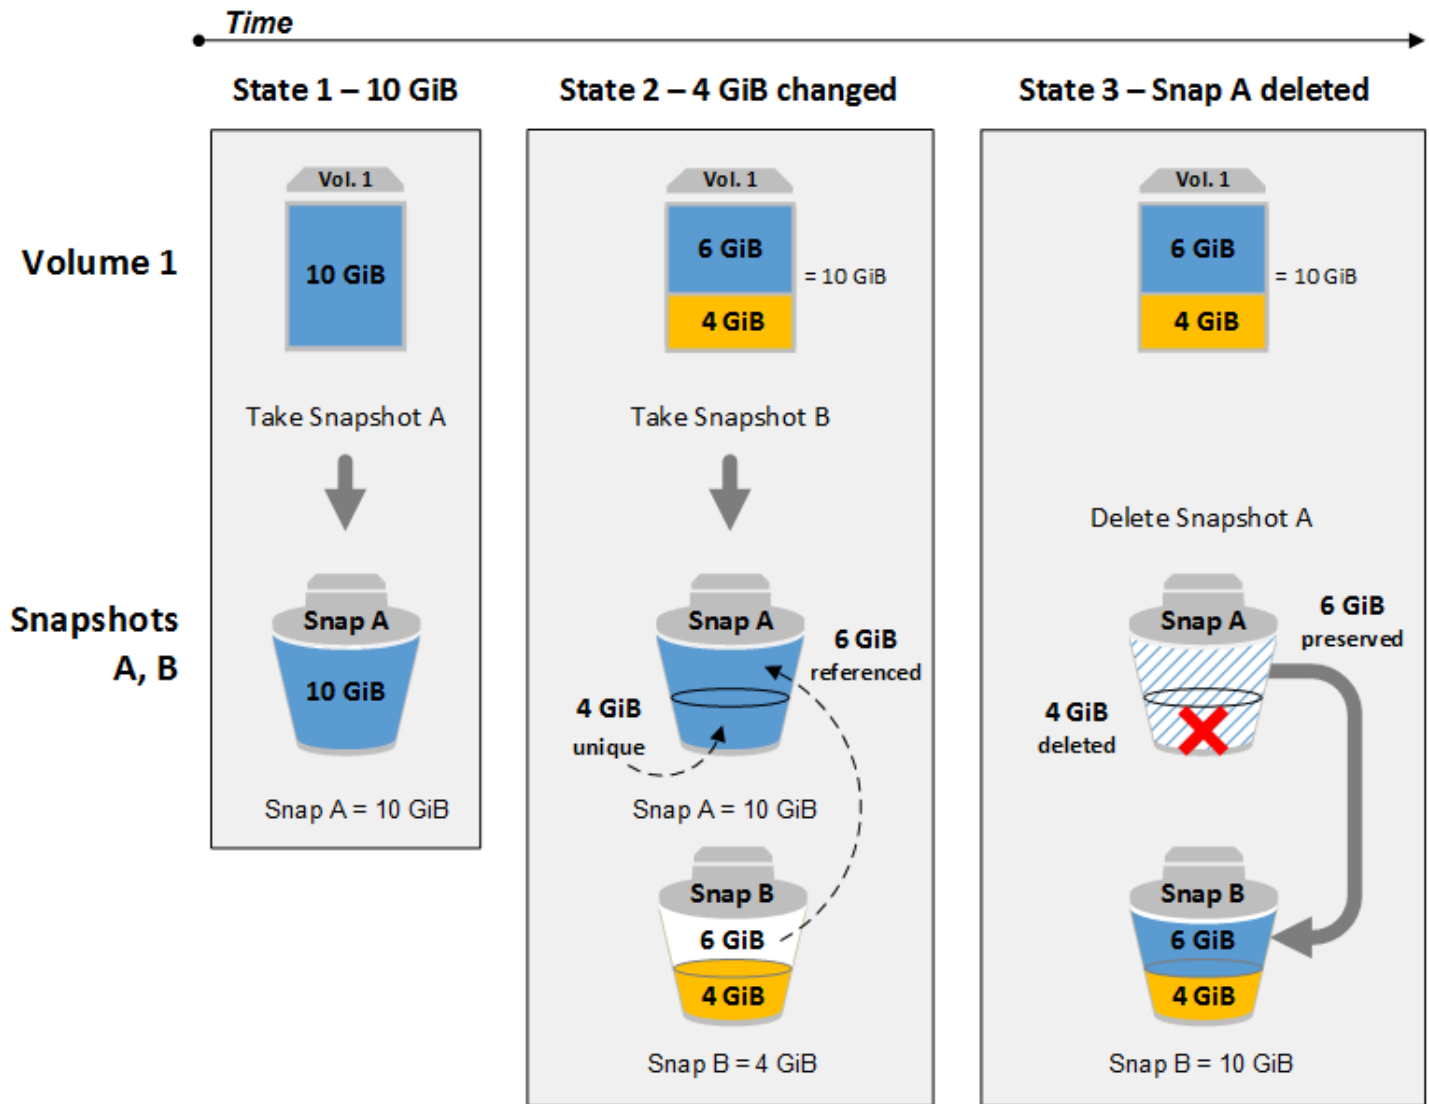 Time
State 1 – 10 GiB
State 2 – 4 GiB changed
State 3 – Snap A deleted
Volume 1
Vol. 1
10 GiB
Vol. 1
6 GiB
4 GiB
= 10 GiB
Vol. 1
6 GiB
4 GiB
= 10 GiB
Take Snapshot A
Take Snapshot B
Delete Snapshot A
Snapshots
A, B
Snap A
10 GiB
Snap A = 10 GiB
Snap A
6 GiB
referenced
4 GiB
unique
Snap A = 10 GiB
Snap B
6 GiB
4 GiB
Snap B = 4 GiB
Snap A
6 GiB
preserved
4 GiB
deleted
Snap B
6 GiB
4 GiB
Snap B = 10 GiB